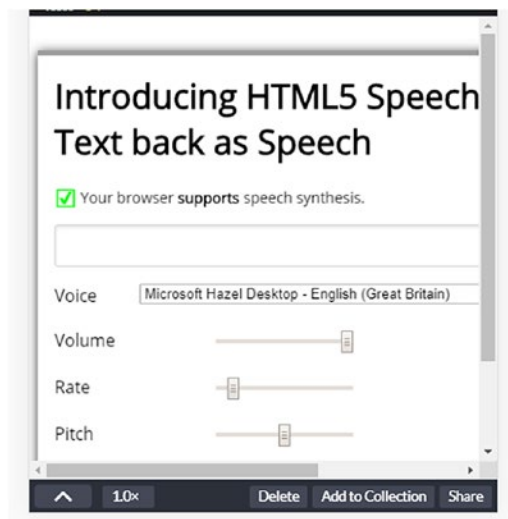 Introducing HTML5 Speech
Text back as Speech
Your browser supports speech synthesis.
Voice Microsoft Hazel Desktop - English (Great Britain)
Volume
Rate
Pitch
1.0×
Delete Add to Collection Share